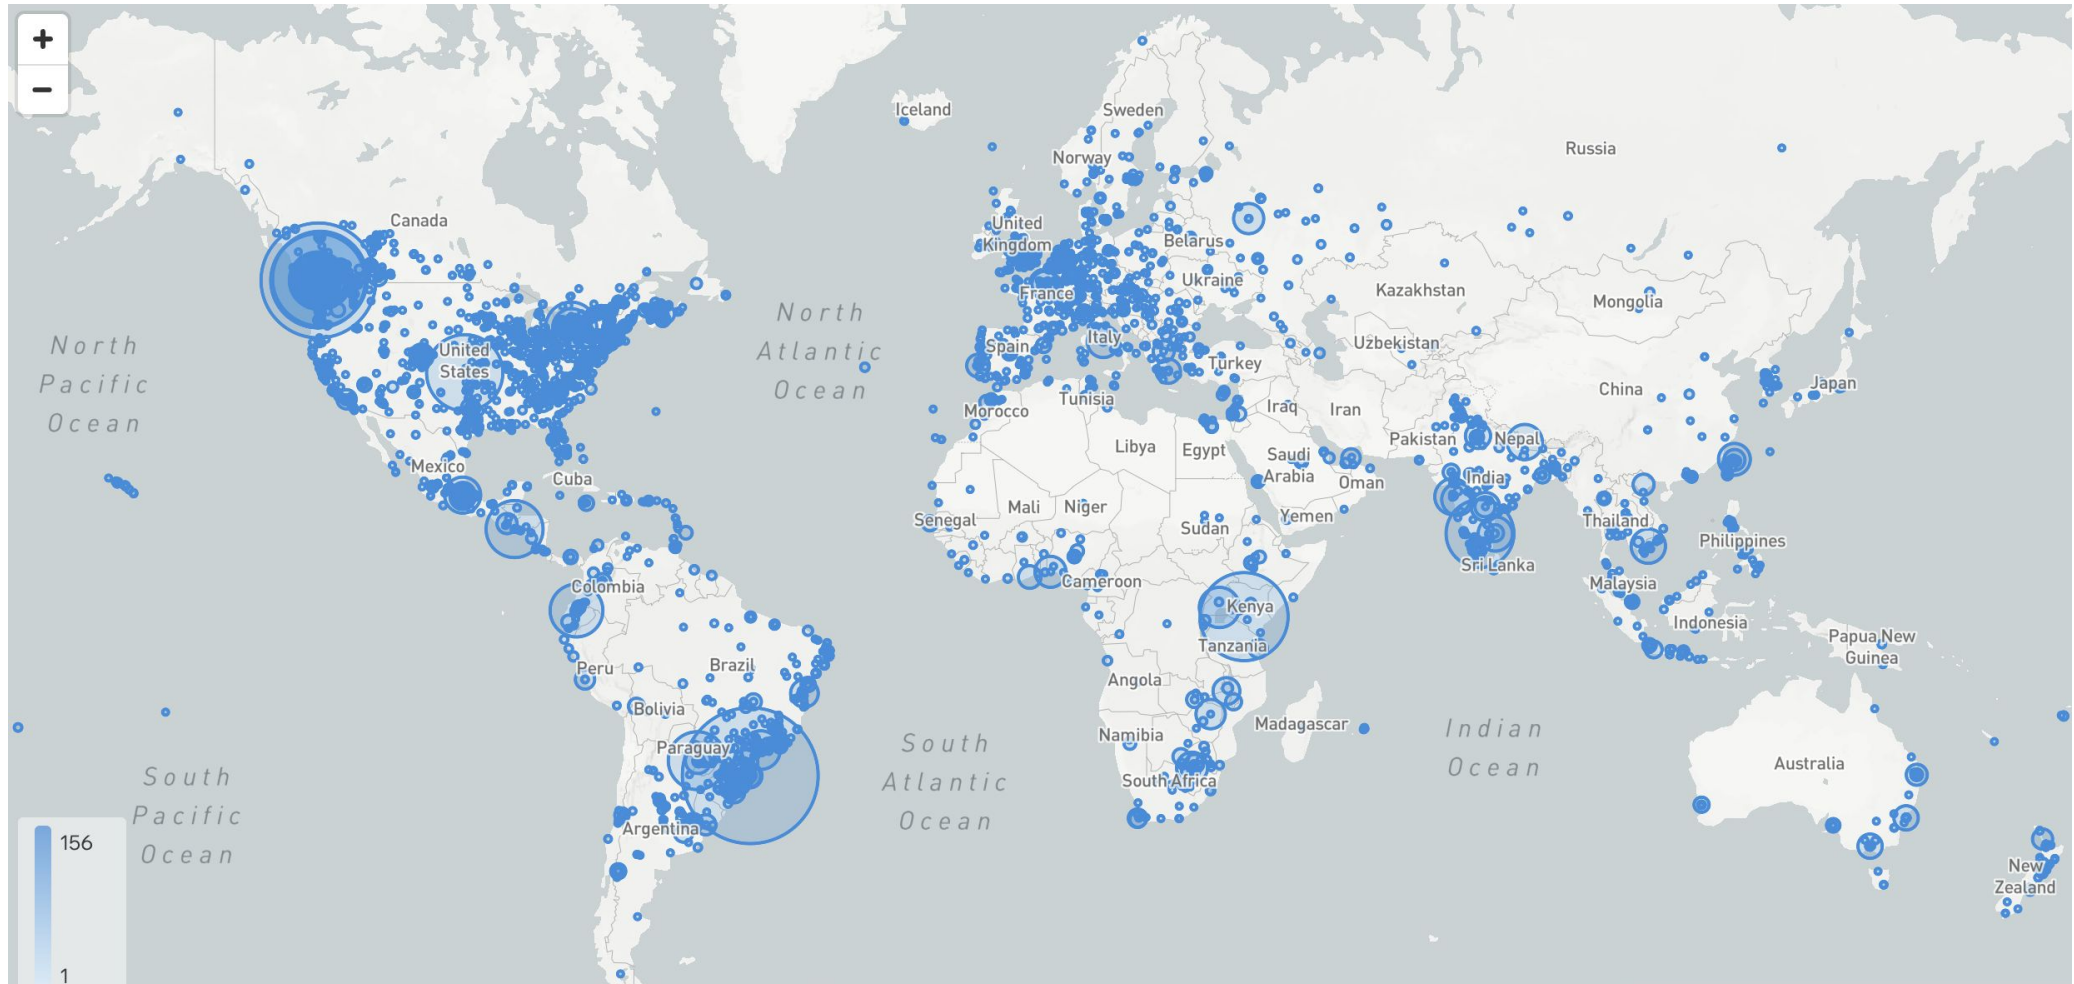 +
−
Iceland
Sweden
Norway
Russia
Canada
United
Kingdom
Belarus
Ukraine
France
Kazakhstan
Mongolia
North
Pacific
Ocean
North
Atlantic
Ocean
United
States
Spain
Italy
Turkey
Uzbekistan
China
Japan
Morocco
Tunisia
Iraq
Iran
Mexico
Cuba
Libya
Egypt
Saudi
Arabia
Pakistan
Nepal
India
Oman
Mali
Niger
Senegal
Sudan
Yemen
Thailand
Philippines
Sri Lanka
Colombia
Cameroon
Kenya
Malaysia
Indonesia
Tanzania
Papua New
Guinea
Peru
Brazil
Angola
Bolivia
Paraguay
Namibia
Madagascar
South
Atlantic
Ocean
Indian
Ocean
Australia
South
Pacific
Ocean
South Africa
Argentina
New
Zealand
156
1